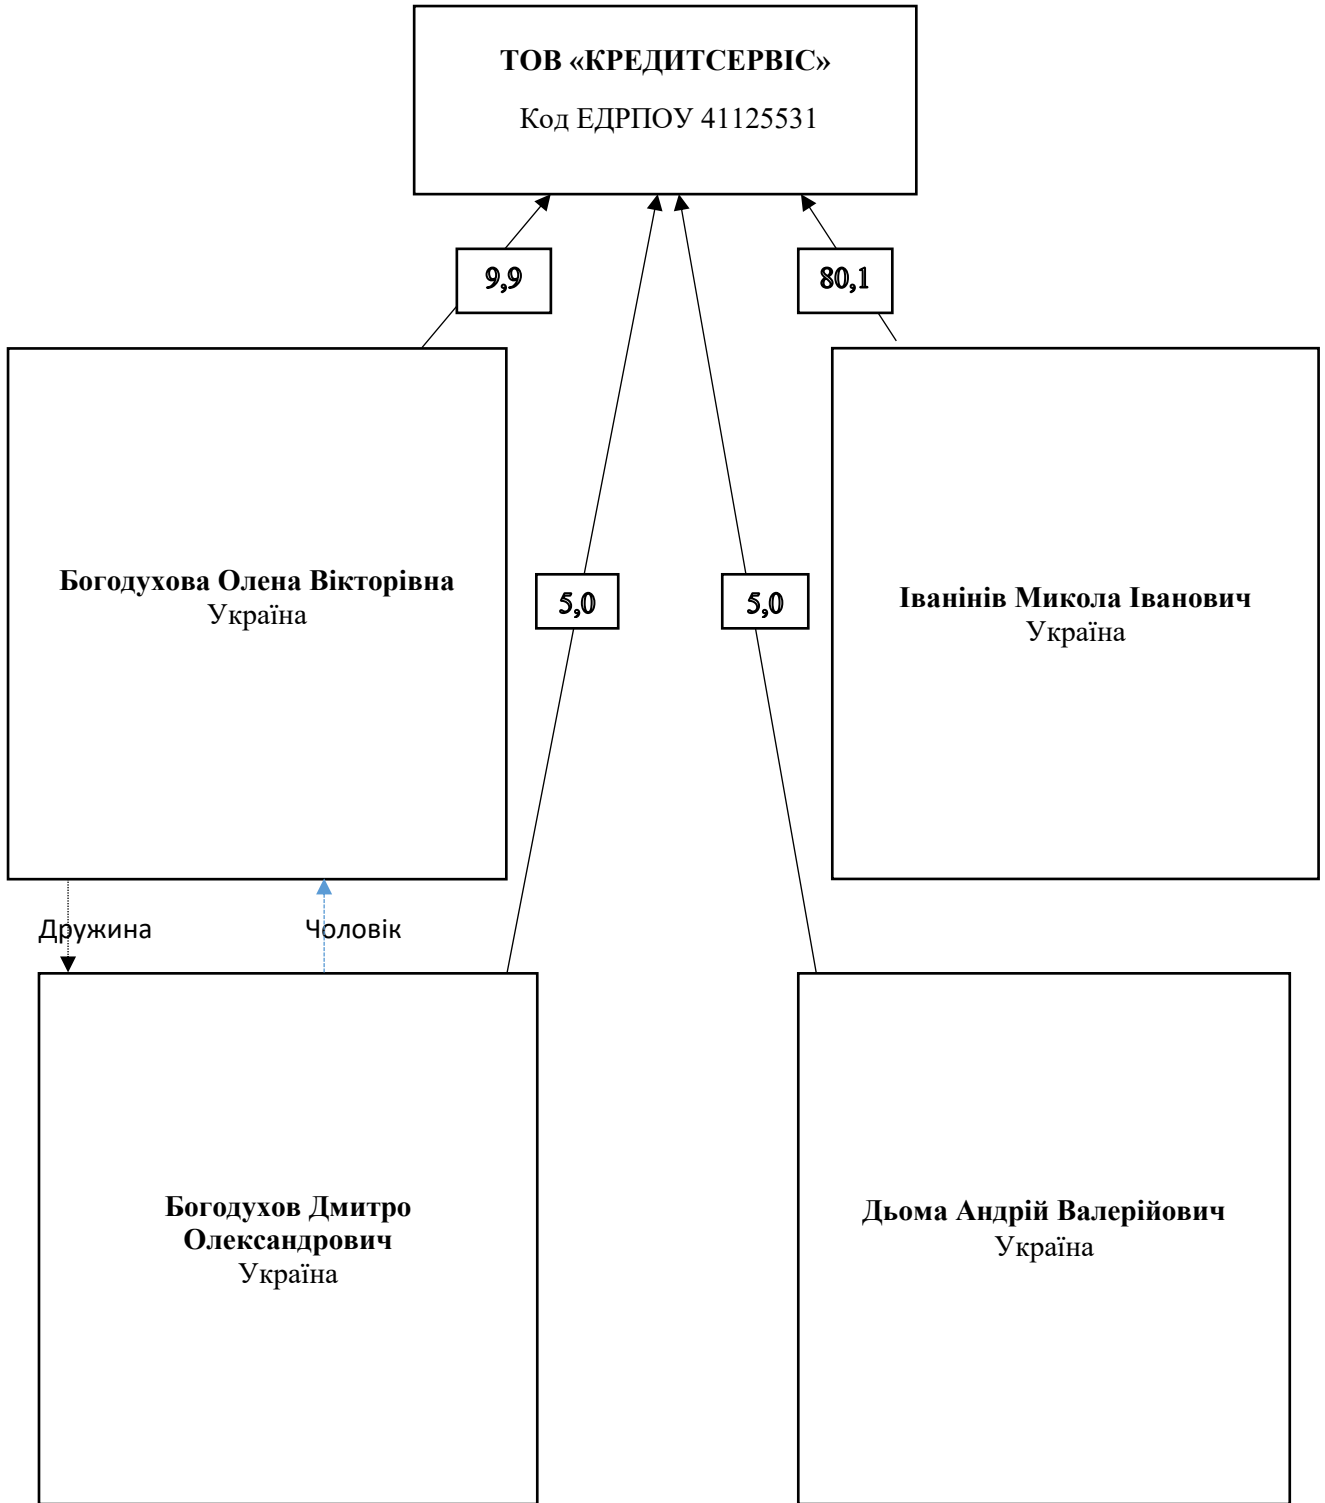 ТОВ «КРЕДИТСЕРВІС»
Код ЕДРПОУ 41125531
9,9
80,1
Богодухова Олена Вікторівна
Україна
5,0
5,0
Іванінів Микола Іванович
Україна
Дружина
Чоловік
Богодухов Дмитро
Олександрович
Україна
Дьома Андрій Валерійович
Україна